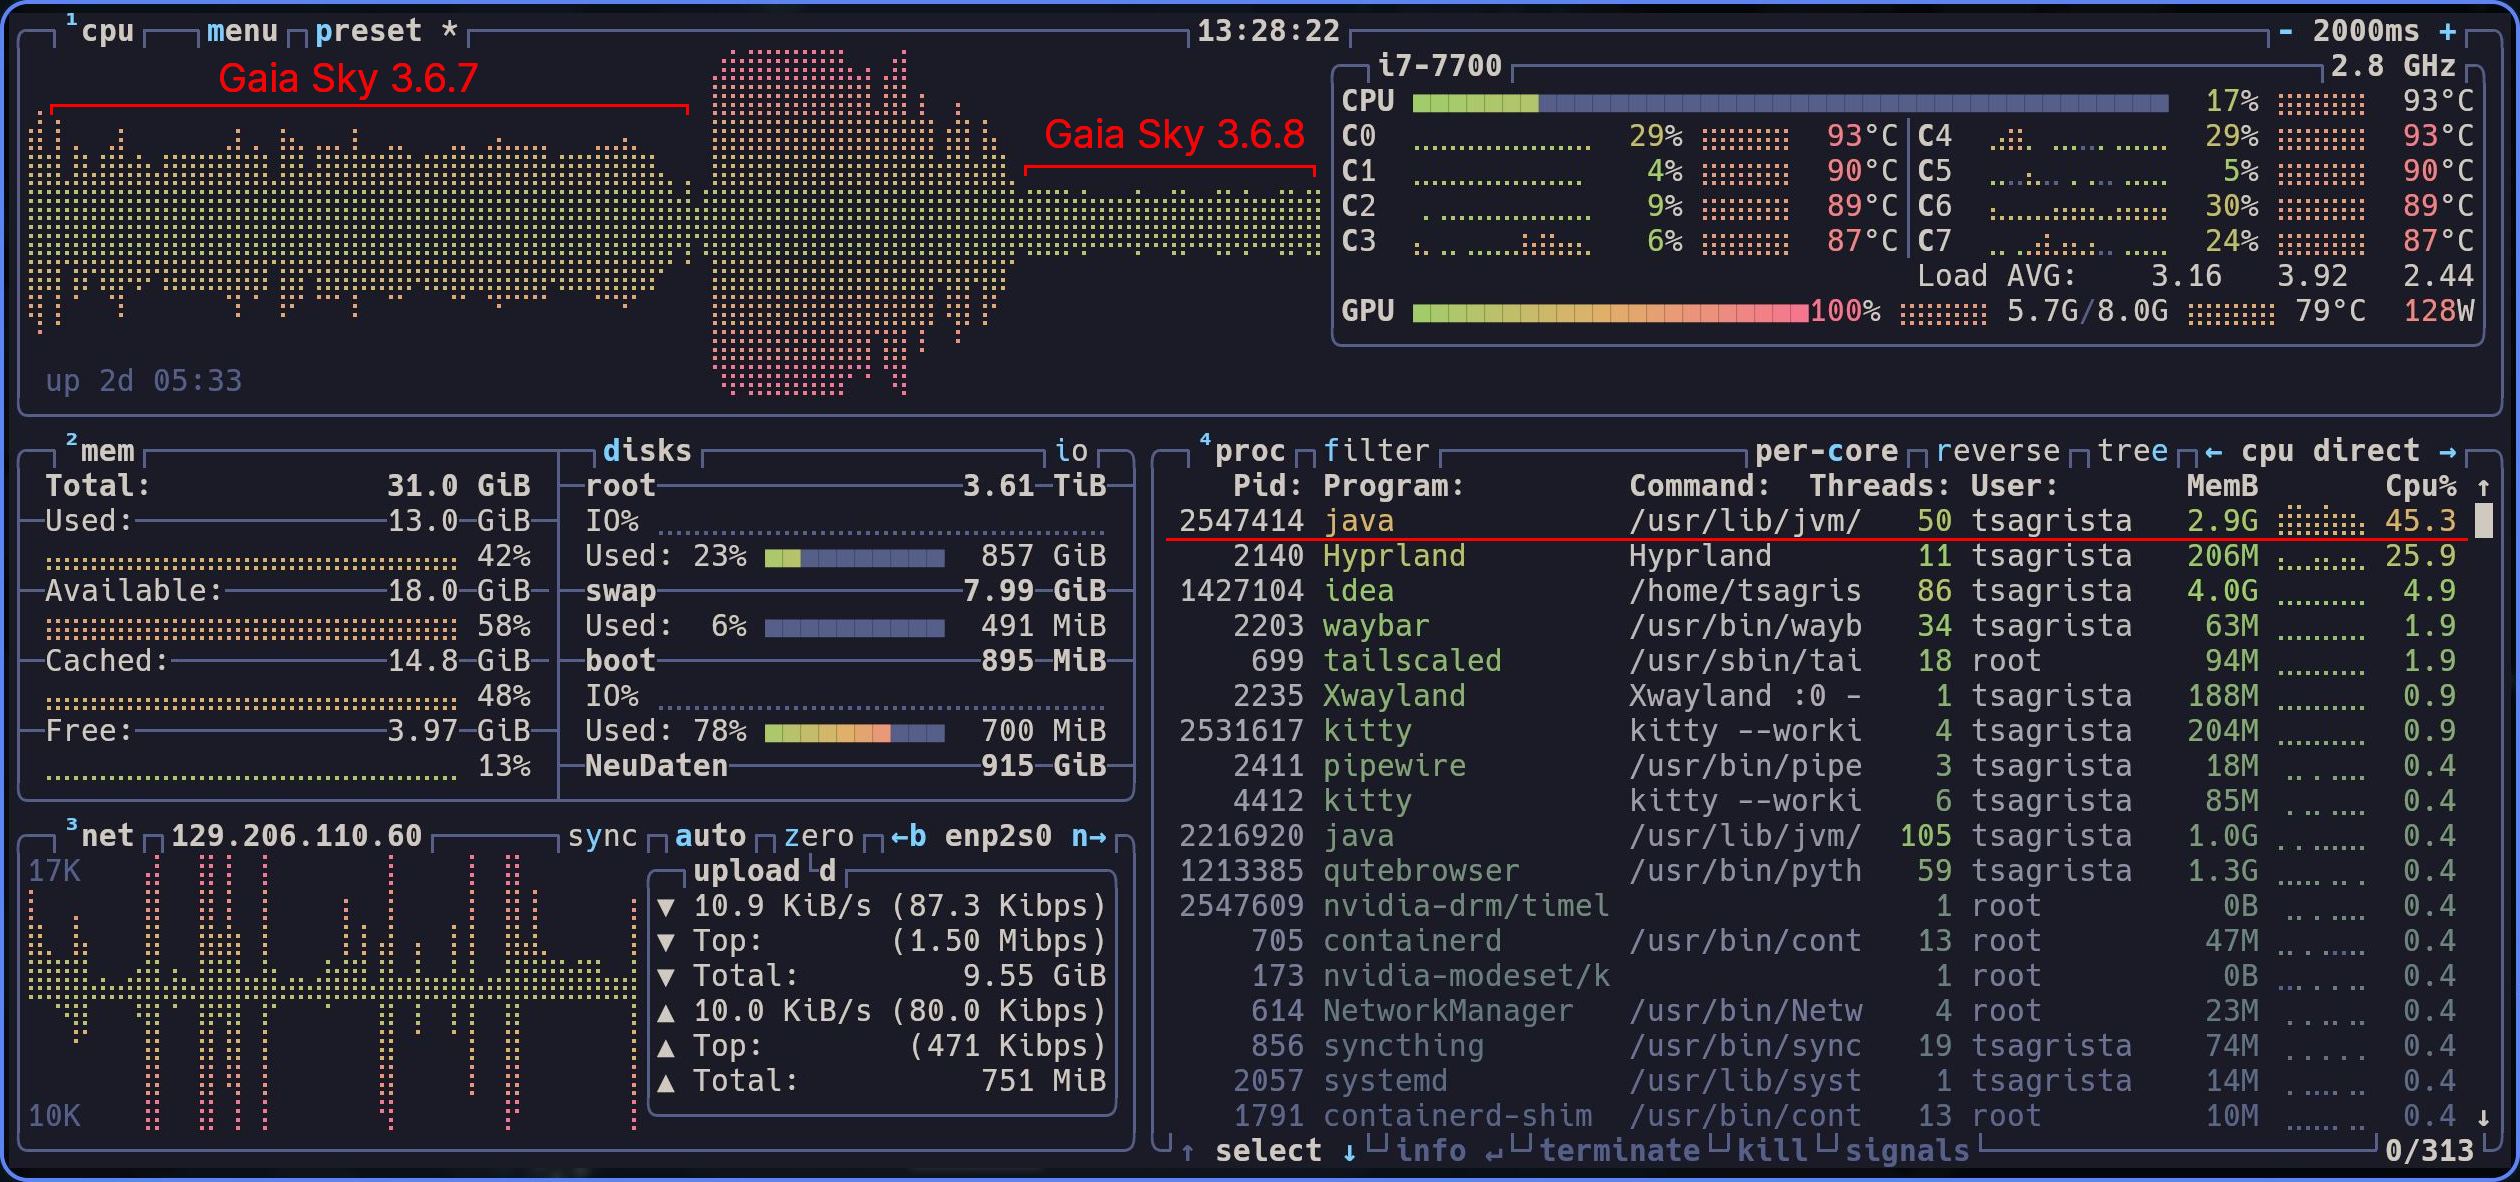 ¹cpu menu preset * 13:28:22 - 2000ms +
Gaia Sky 3.6.7
Gaia Sky 3.6.8
up 2d 05:33
i7-7700 2.8 GHz
CPU 17% 93°C
C0 29% 93°C C4 29% 93°C
C1 4% 90°C C5 5% 90°C
C2 9% 89°C C6 30% 89°C
C3 6% 87°C C7 24% 87°C
Load AVG: 3.16 3.92 2.44
GPU 100% 5.7G/8.0G 79°C 128W
²mem disks io
Total: 31.0 GiB
Used: 13.0 GiB
42%
Available: 18.0 GiB
58%
Cached: 14.8 GiB
48%
Free: 3.97 GiB
13%
root 3.61 TiB
IO%
Used: 23% 857 GiB
swap 7.99 GiB
Used: 6% 491 MiB
boot 895 MiB
IO%
Used: 78% 700 MiB
NeuDaten 915 GiB
³net 129.206.110.60 sync auto zero ←b enp2s0 n→
17K
10K
upload d
▼ 10.9 KiB/s (87.3 Kibps)
▼ Top: (1.50 Mibps)
▼ Total: 9.55 GiB
▲ 10.0 KiB/s (80.0 Kibps)
▲ Top: (471 Kibps)
▲ Total: 751 MiB
⁴proc filter per-core reverse tree ← cpu direct →
Pid: Program: Command: Threads: User: MemB Cpu% ↑
2547414 java /usr/lib/jvm/ 50 tsagrista 2.9G 45.3
2140 Hyprland Hyprland 11 tsagrista 206M 25.9
1427104 idea /home/tsagris 86 tsagrista 4.0G 4.9
2203 waybar /usr/bin/wayb 34 tsagrista 63M 1.9
699 tailscaled /usr/sbin/tai 18 root 94M 1.9
2235 Xwayland Xwayland :0 - 1 tsagrista 188M 0.9
2531617 kitty kitty --worki 4 tsagrista 204M 0.9
2411 pipewire /usr/bin/pipe 3 tsagrista 18M 0.4
4412 kitty kitty --worki 6 tsagrista 85M 0.4
2216920 java /usr/lib/jvm/ 105 tsagrista 1.0G 0.4
1213385 qutebrowser /usr/bin/pyth 59 tsagrista 1.3G 0.4
2547609 nvidia-drm/timel 1 root 0B 0.4
705 containerd /usr/bin/cont 13 root 47M 0.4
173 nvidia-modeset/k 1 root 0B 0.4
614 NetworkManager /usr/bin/Netw 4 root 23M 0.4
856 syncthing /usr/bin/sync 19 tsagrista 74M 0.4
2057 systemd /usr/lib/syst 1 tsagrista 14M 0.4
1791 containerd-shim /usr/bin/cont 13 root 10M 0.4 ↓
↑ select ↓ info ↵ terminate kill signals 0/313